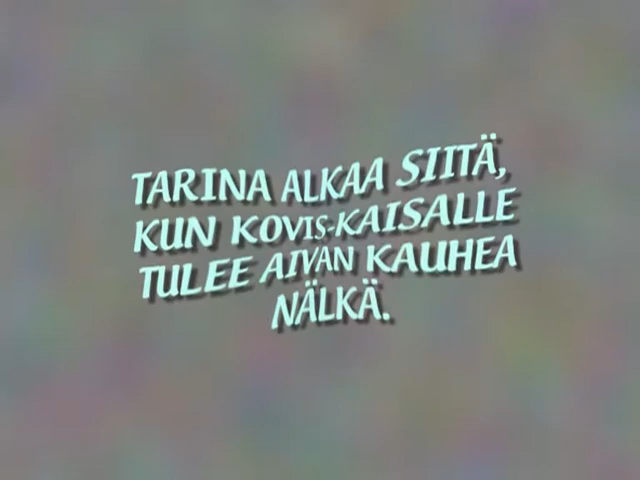 TARINA ALKAA SIITÄ,
KUN KOVIS-KAISALLE
TULEE AIVAN KAUHEA
NÄLKÄ.